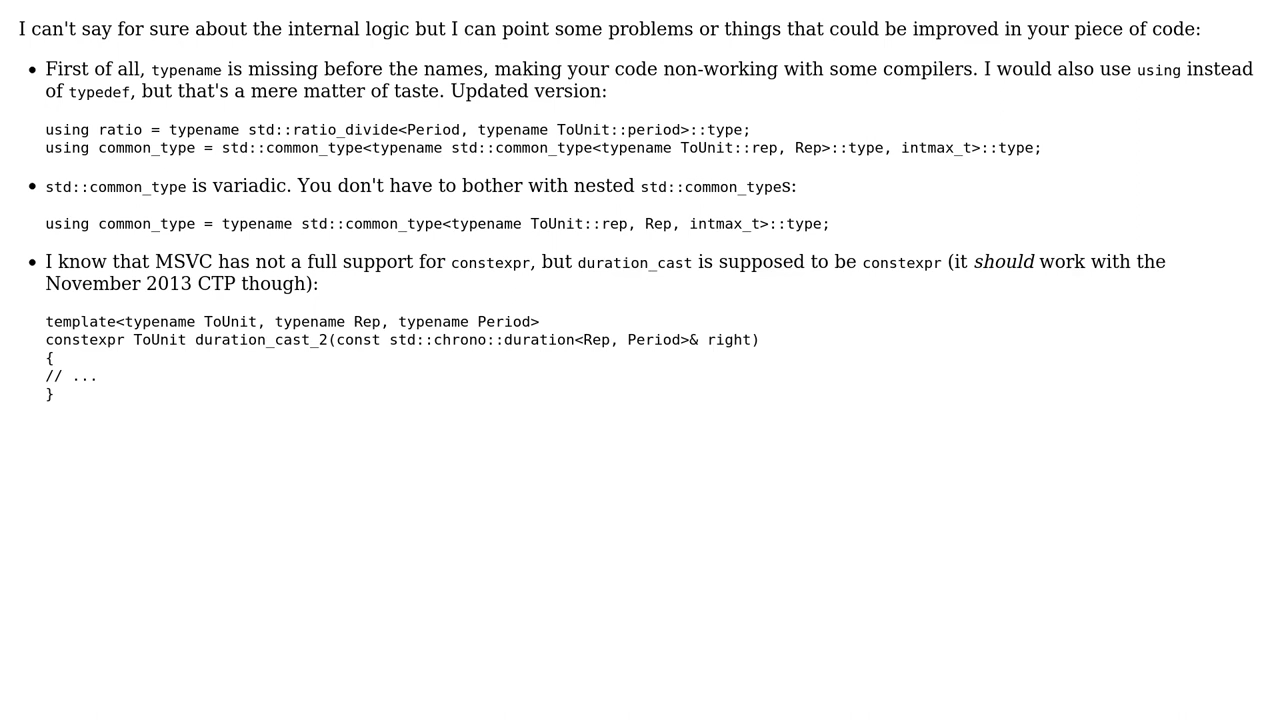 I can't say for sure about the internal logic but I can point some problems or things that could be improved in your piece of code:
• First of all, typename is missing before the names, making your code non-working with some compilers. I would also use using instead
of typedef, but that's a mere matter of taste. Updated version:
using ratio = typename std::ratio_divide<Period, typename ToUnit::period>::type;
using common_type = std::common_type<typename std::common_type<typename ToUnit::rep, Rep>::type, intmax_t>::type;
• std::common_type is variadic. You don't have to bother with nested std::common_types:
using common_type = typename std::common_type<typename ToUnit::rep, Rep, intmax_t>::type;
• I know that MSVC has not a full support for constexpr, but duration_cast is supposed to be constexpr (it should work with the
November 2013 CTP though):
template<typename ToUnit, typename Rep, typename Period>
constexpr ToUnit duration_cast_2(const std::chrono::duration<Rep, Period>& right)
{
// ...
}